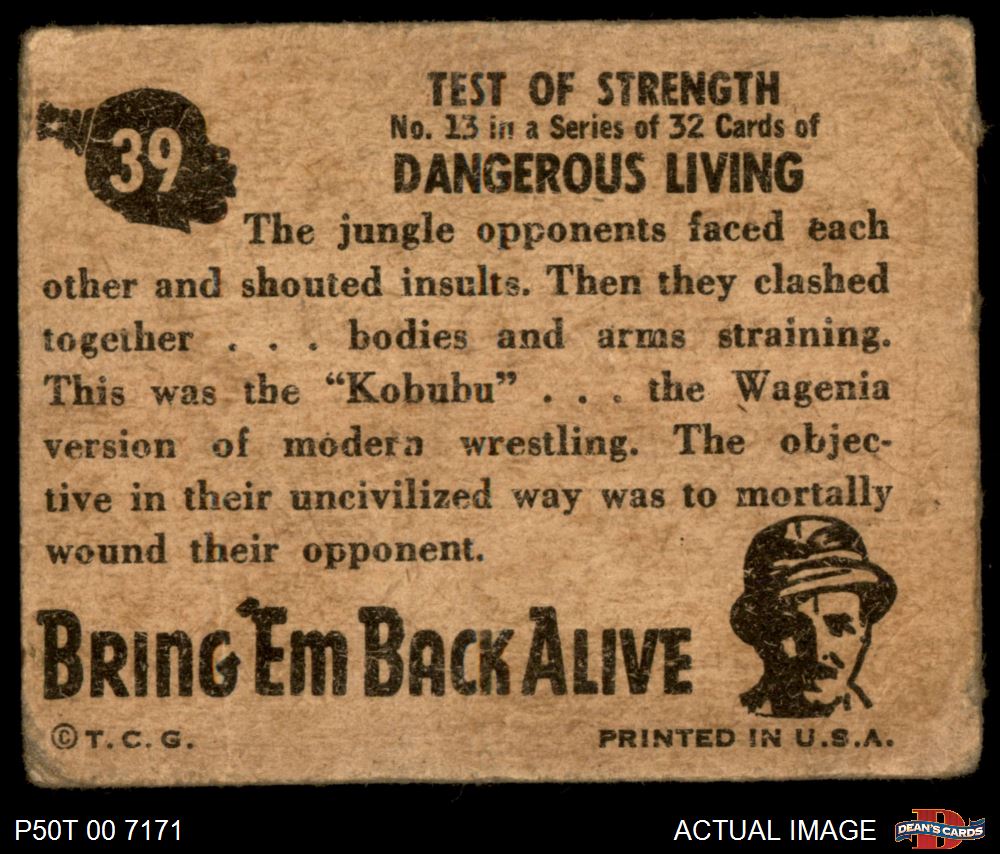 39
TEST OF STRENGTH
No. 13 in a Series of 32 Cards of
DANGEROUS LIVING
The jungle opponents faced each
other and shouted insults. Then they clashed
together . . . bodies and arms straining.
This was the “Kobubu” . . . the Wagenia
version of modern wrestling. The objec-
tive in their uncivilized way was to mortally
wound their opponent.
BRING 'EM BACK ALIVE
© T. C. G.
PRINTED IN U.S.A.
P50T 00 7171
ACTUAL IMAGE
D
DEAN'S CARDS